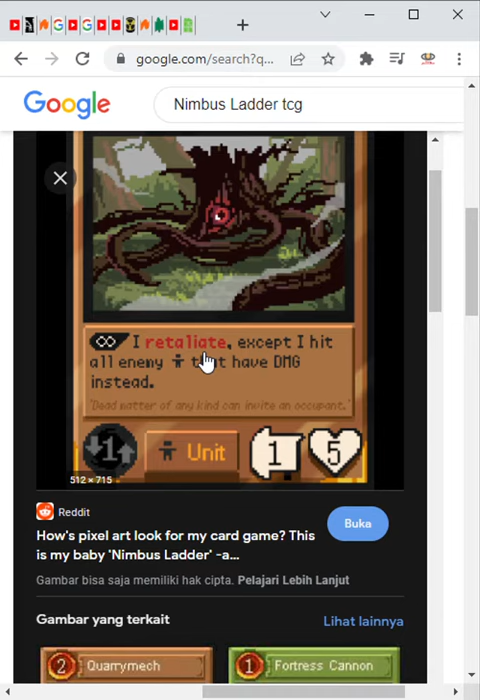 google.com/search?q...
Google
Nimbus Ladder tcg
I retaliate, except I hit
all enemy that have DMG
instead.
'Dead matter of any kind can invite an occupant.'
1
Unit
1
5
512 × 715
Reddit
How's pixel art look for my card game? This
is my baby 'Nimbus Ladder' -a...
Buka
Gambar bisa saja memiliki hak cipta. Pelajari Lebih Lanjut
Gambar yang terkait
Lihat lainnya
2 Quarrymech
1 Fortress Cannon